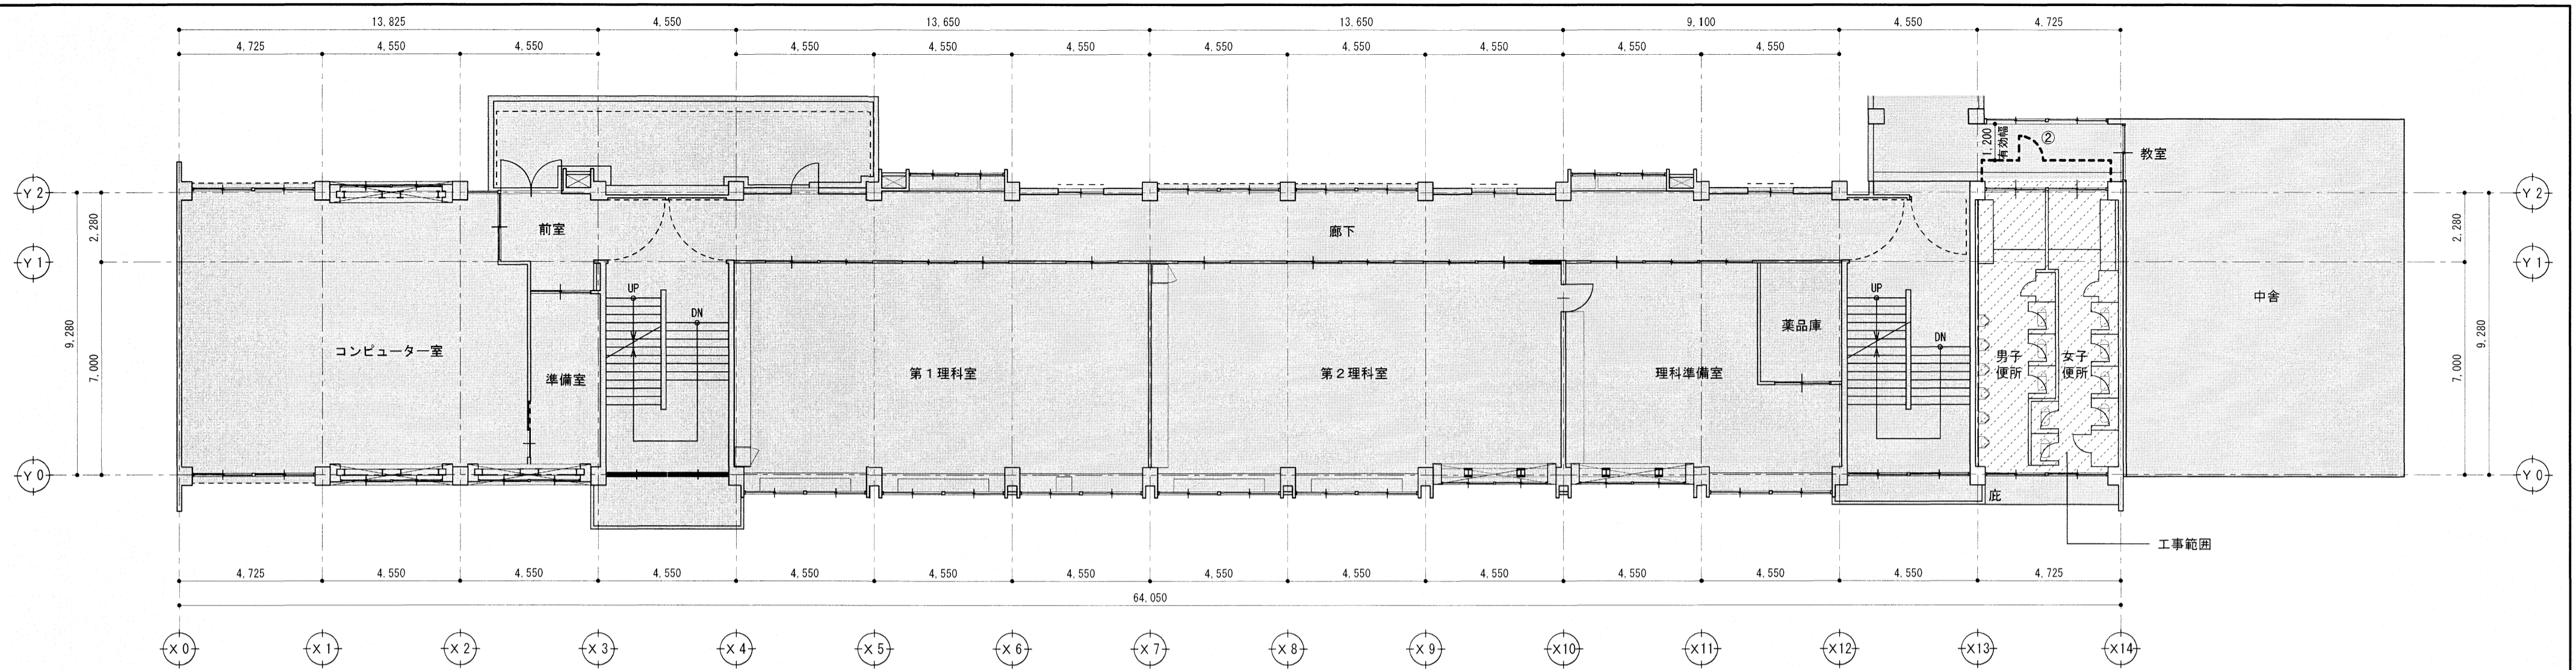 13,825 4,550 13,650 13,650 9,100 4,550 4,725
4,725 4,550 4,550 4,550 4,550 4,550 4,550 4,550 4,550 4,550 4,550
1,200
有効幅
②
教室
Y2 Y2
2,280 2,280
前室 廊下
Y1 Y1
UP UP
DN
薬品庫
中舎
9,280 9,280
DN
コンピューター室
男子
便所
女子
便所
7,000 7,000
準備室 第1理科室 第2理科室 理科準備室
Y0 Y0
庇
工事範囲
4,725 4,550 4,550 4,550 4,550 4,550 4,550 4,550 4,550 4,550 4,550 4,550 4,550 4,725
64,050
X0 X1 X2 X3 X4 X5 X6 X7 X8 X9 X10 X11 X12 X13 X14